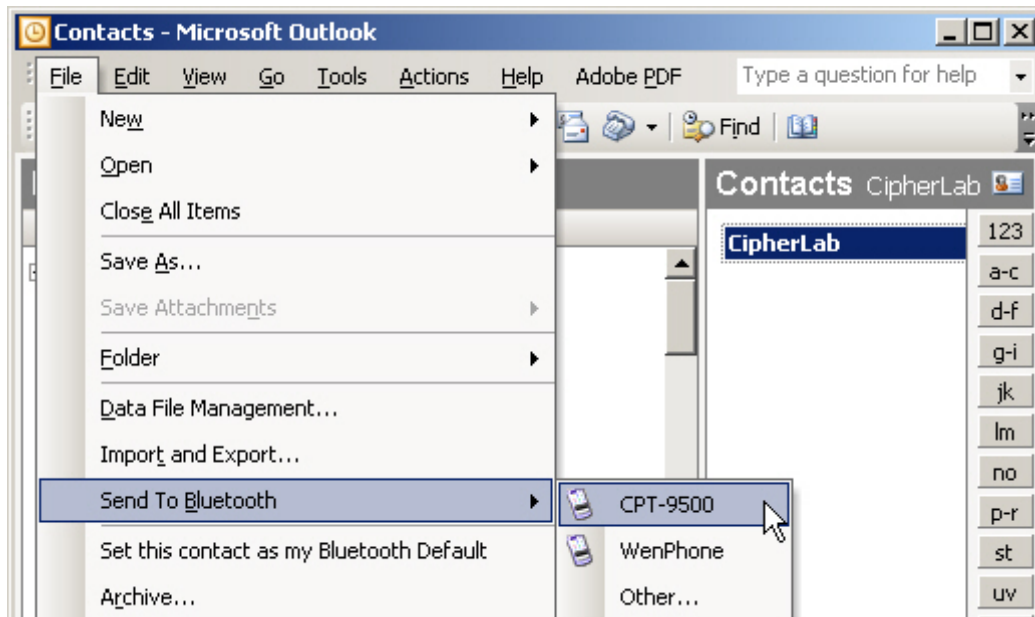 Contacts - Microsoft Outlook
File Edit View Go Tools Actions Help Adobe PDF Type a question for help
New
Find
Open
Contacts CipherLab
Close All Items
CipherLab
123
Save As...
a-c
Save Attachments
d-f
Folder
g-i
Data File Management...
jk
Import and Export...
lm
no
Send To Bluetooth
CPT-9500
p-r
Set this contact as my Bluetooth Default
WenPhone
st
Archive...
Other...
uv